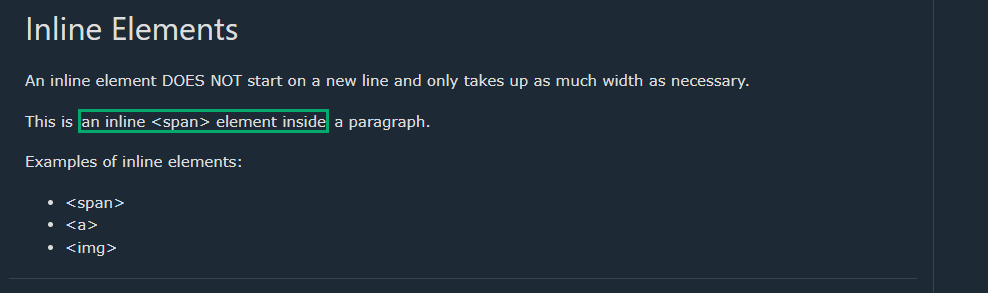 Inline Elements
An inline element DOES NOT start on a new line and only takes up as much width as necessary.
This is an inline <span> element inside a paragraph.
Examples of inline elements:
• <span>
• <a>
• <img>